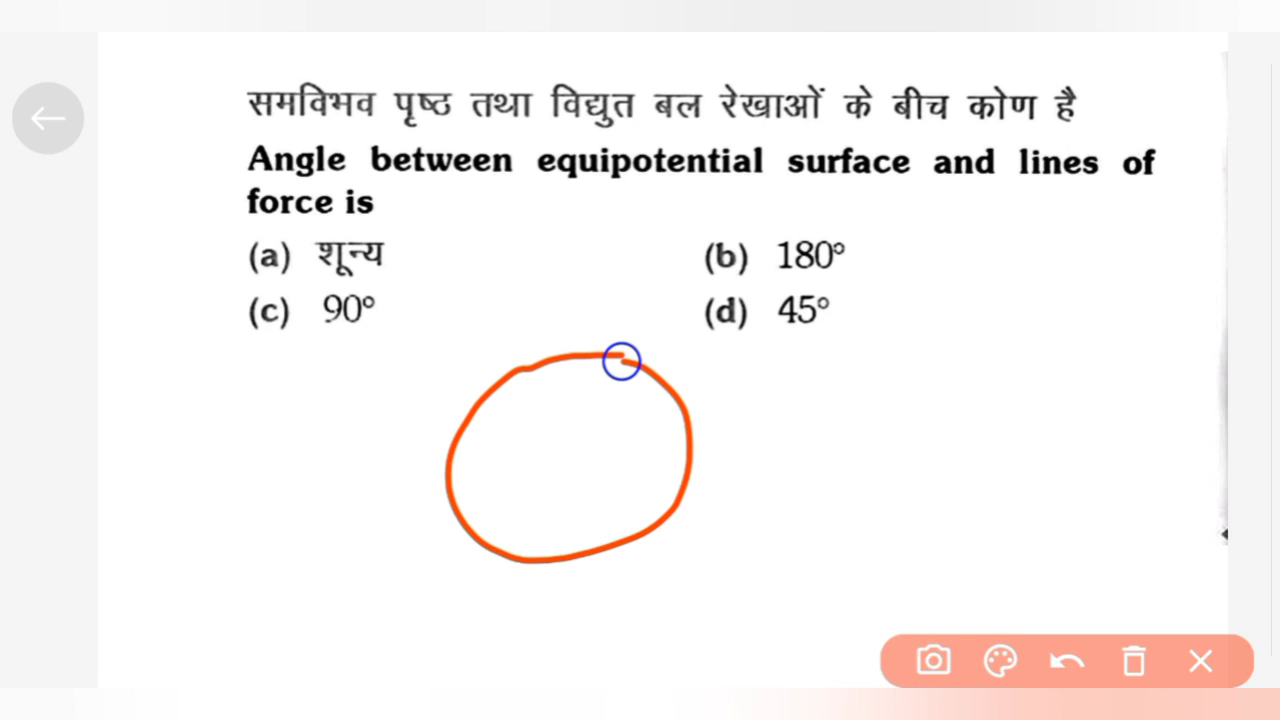 समविभव पृष्ठ तथा विद्युत बल रेखाओं के बीच कोण है
Angle between equipotential surface and lines of
force is
(a) शून्य (b) 180°
(c) 90° (d) 45°